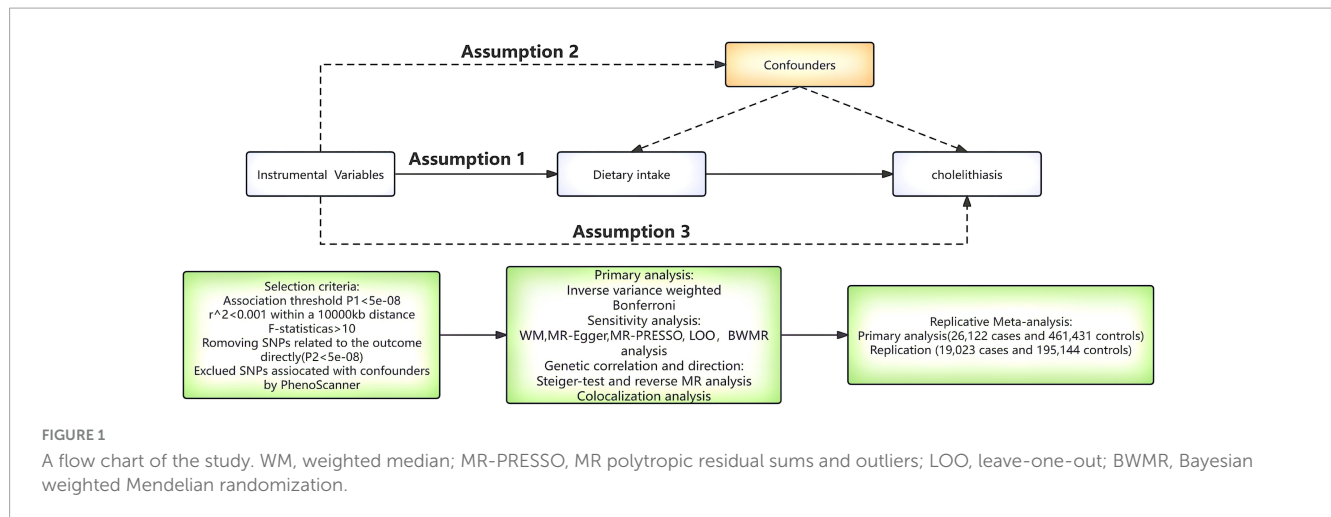 Assumption 2
Confounders
Assumption 1
Instrumental Variables
Dietary intake
cholelithiasis
Assumption 3
Selection criteria:
Association threshold P1<5e-08
r^2<0.001 within a 10000kb distance
F-statisticas>10
Romoving SNPs related to the outcome
directly(P2<5e-08)
Exclued SNPs assiocated with confounders
by PhenoScanner
Primary analysis:
Inverse variance weighted
Bonferroni
Sensitivity analysis:
WM,MR-Egger,MR-PRESSO, LOO, BWMR
analysis
Genetic correlation and direction:
Steiger-test and reverse MR analysis
Colocalization analysis
Replicative Meta-analysis:
Primary analysis(26,122 cases and 461,431 controls)
Replication (19,023 cases and 195,144 controls)
FIGURE 1
A flow chart of the study. WM, weighted median; MR-PRESSO, MR polytropic residual sums and outliers; LOO, leave-one-out; BWMR, Bayesian
weighted Mendelian randomization.